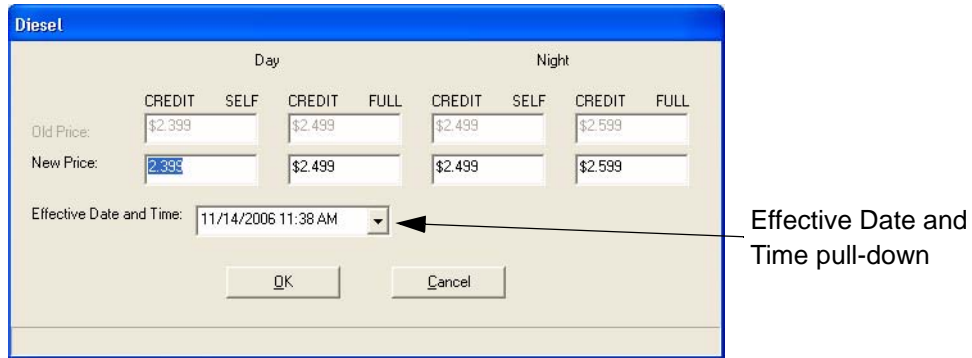 Diesel
Day Night
CREDIT SELF CREDIT FULL CREDIT SELF CREDIT FULL
Old Price: $2.399 $2.499 $2.499 $2.599
New Price: 2.399 $2.499 $2.499 $2.599
Effective Date and Time: 11/14/2006 11:38 AM
Effective Date and
Time pull-down
OK Cancel